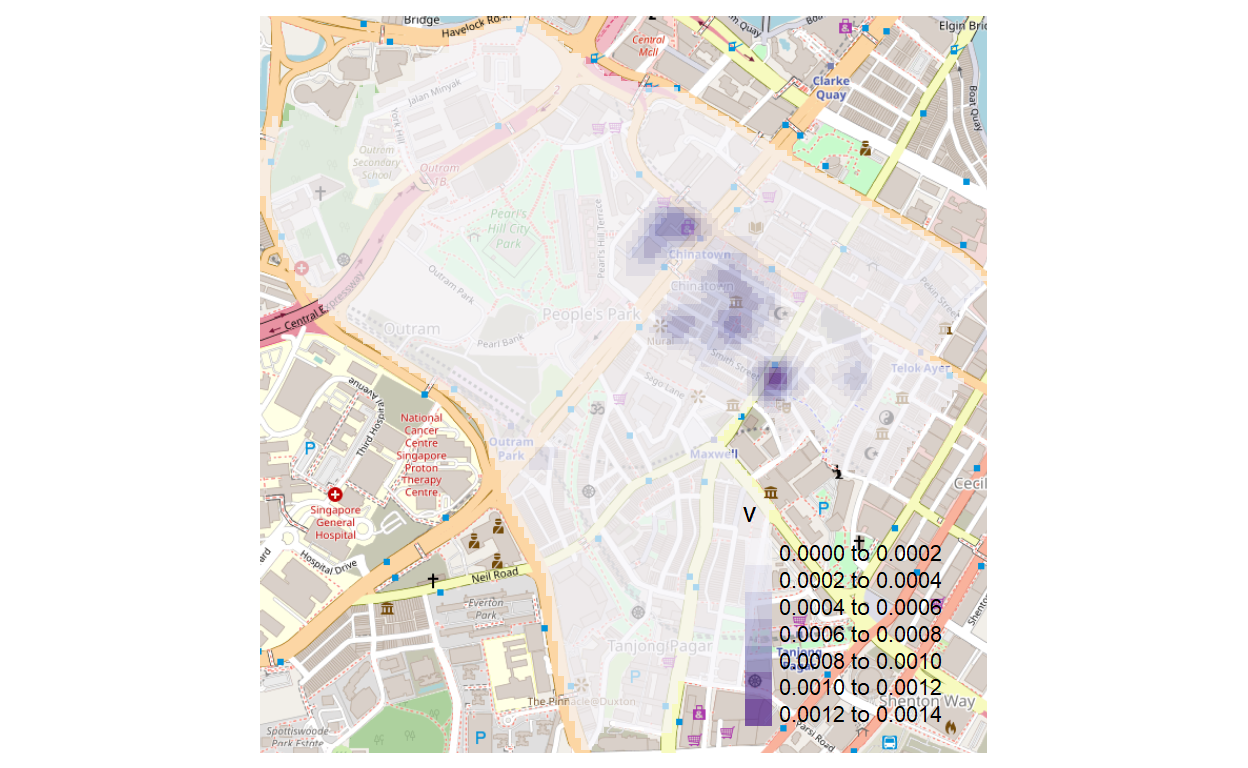 Bridge
Havelock Road
Central
Mall
Elgin Bri
Clarke
Quay
Boat Quay
Jalan Minyak
York Hill
Outram
Secondary
School
Outram
Pearl's
Hill City
Park
Pearl's Hill Terrace
Chinatown
Chinatown
Outram Park
People's Park
Outram
Pearl Bank
Central E
xpressway
Mural
Smith Street
Sago Lane
Pekin Street
Telok Ayer
Third Hospital Avenue
National
Cancer
Centre
Singapore
Proton
Therapy
Centre
Outram
Park
Maxwell
Cecil
Singapore
General
Hospital
Hospital Drive
Neil Road
Everton
Park
Tanjong Pagar
The Pinnacle@Duxton
Spottiswoode
Park Estate
Shenton Way
Tanjong
Pagar
v
0.0000 to 0.0002
0.0002 to 0.0004
0.0004 to 0.0006
0.0006 to 0.0008
0.0008 to 0.0010
0.0010 to 0.0012
0.0012 to 0.0014